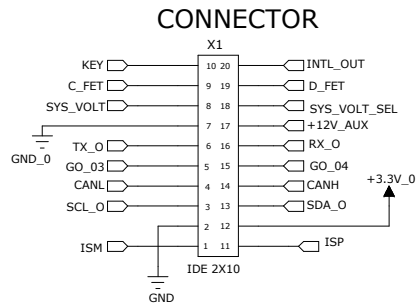 CONNECTOR
X1
KEY 10 20 INTL_OUT
C_FET 9 19 D_FET
SYS_VOLT 8 18 SYS_VOLT_SEL
7 17 +12V_AUX
GND_0
TX_O 6 16 RX_O
GO_03 5 15 GO_04
CANL 4 14 CANH
+3.3V_0
SCL_O 3 13 SDA_O
2 12
ISM 1 11 ISP
IDE 2X10
GND